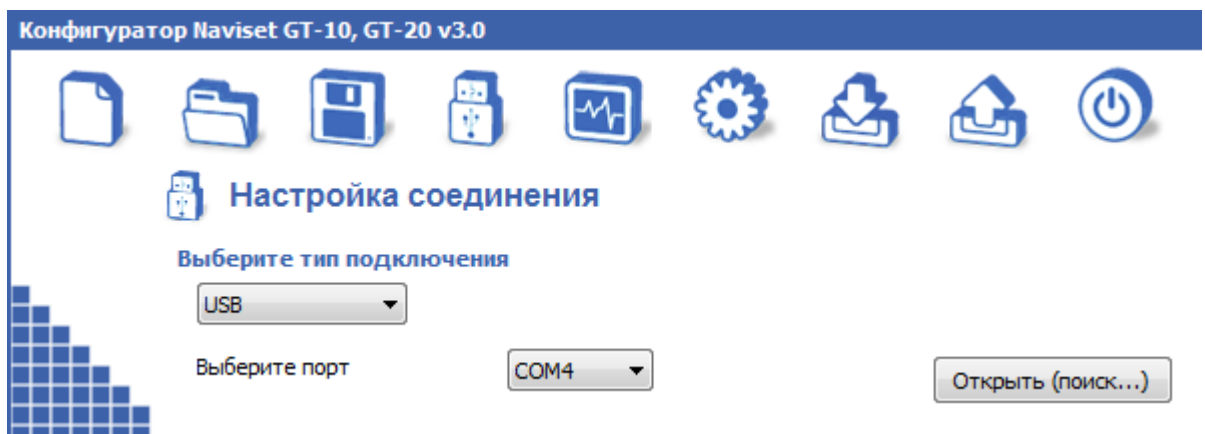 Конфигуратор Naviset GT-10, GT-20 v3.0
Настройка соединения
Выберите тип подключения
USB
Выберите порт COM4 Открыть (поиск...)